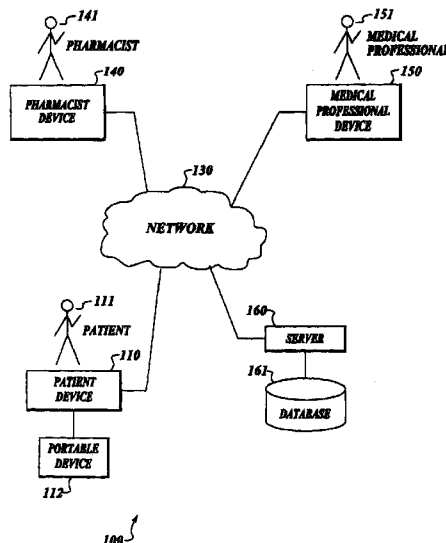 141
PHARMACIST
140
PHARMACIST
DEVICE
151
MEDICAL
PROFESSIONAL
150
MEDICAL
PROFESSIONAL
DEVICE
130
NETWORK
111
PATIENT
110
PATIENT
DEVICE
PORTABLE
DEVICE
112
160
SERVER
161
DATABASE
100